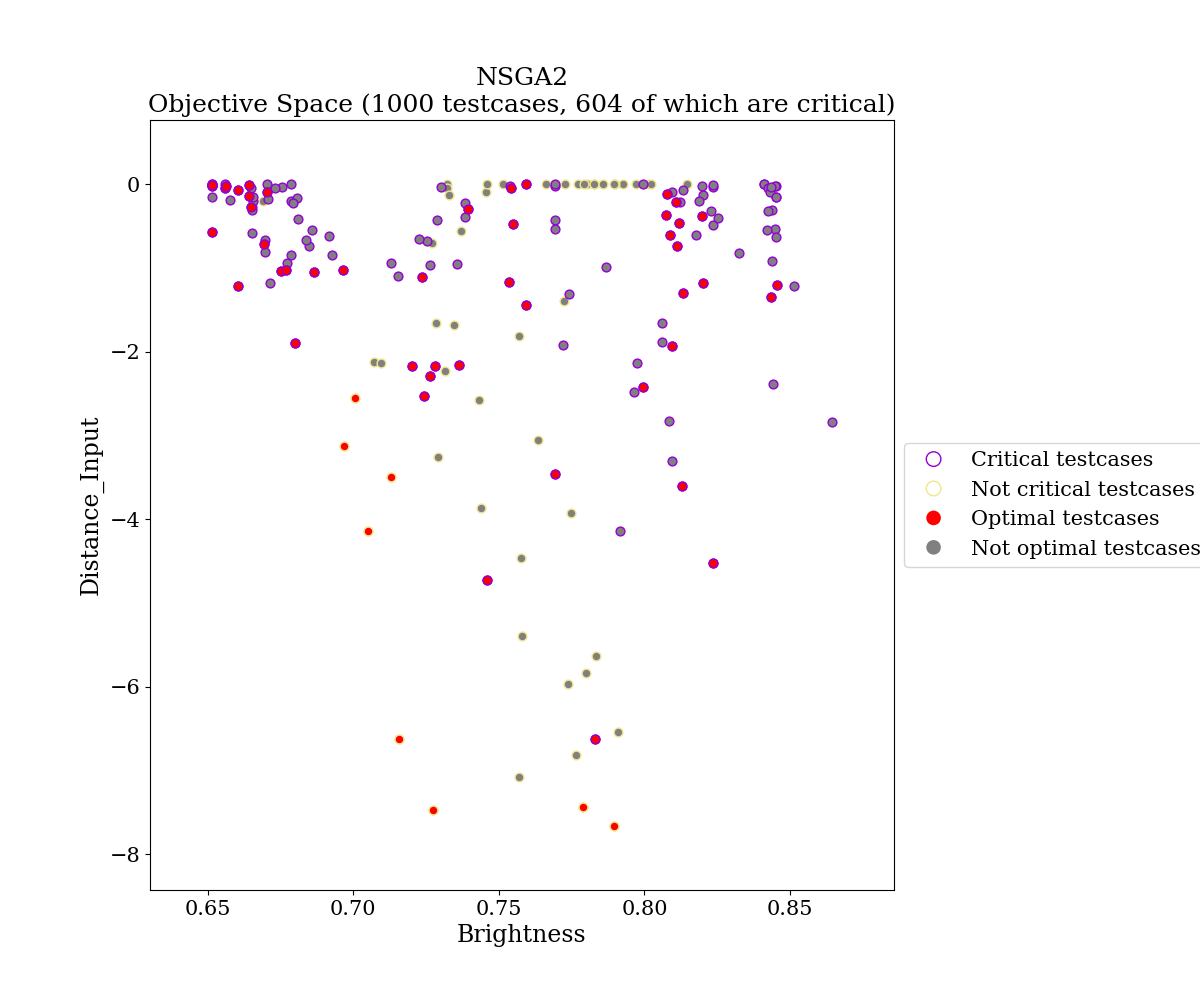 NSGA2
Objective Space (1000 testcases, 604 of which are critical)
0
−2
−4
−6
−8
Distance_Input
0.65
0.70
0.75
0.80
0.85
Brightness
Critical testcases
Not critical testcases
Optimal testcases
Not optimal testcases